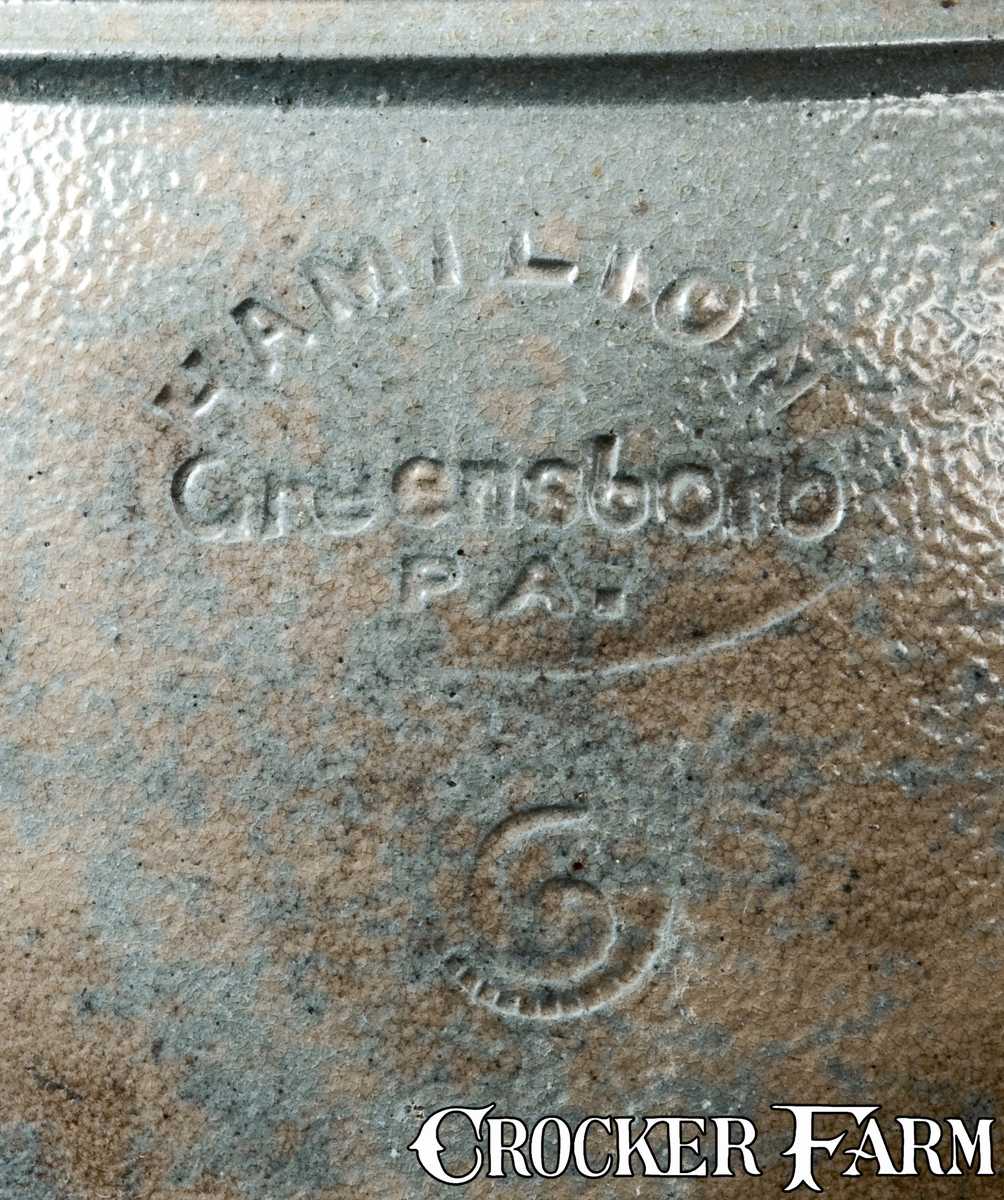 HAMILTON
Greensboro
PA.
6
CROCKER FARM